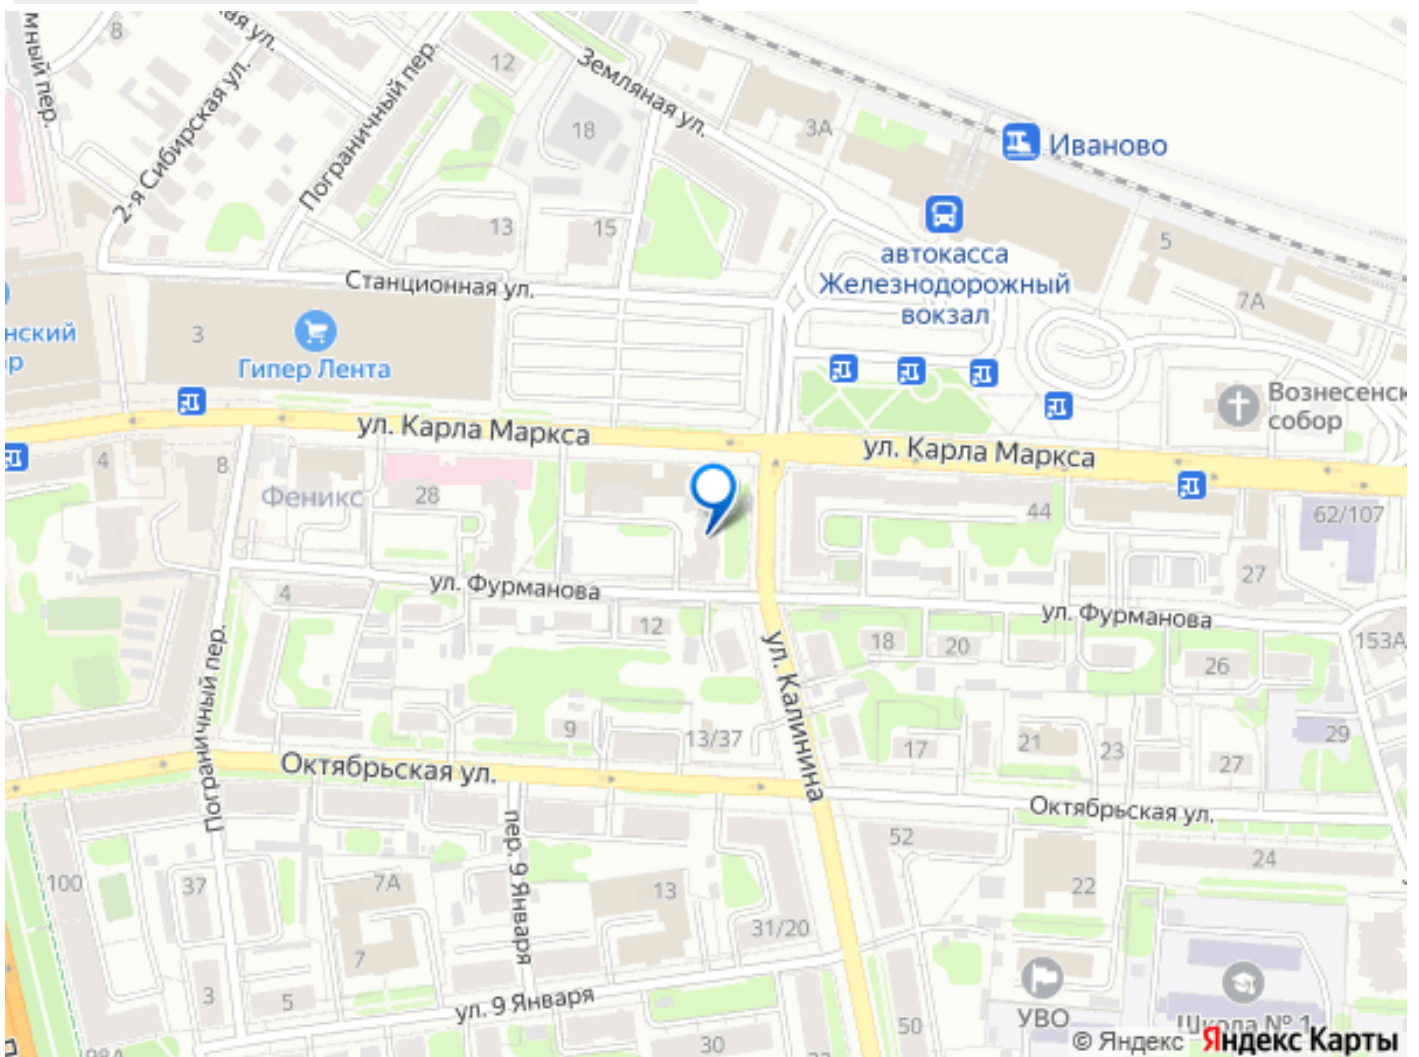 8
2-я Сибирская ул.
Пограничный пер.
12
Земляная ул.
18
3А
Иваново
13
15
автокасса
Железнодорожный
вокзал
5
7А
Станционная ул.
3
Гипер Лента
нский
ул. Карла Маркса
ул. Карла Маркса
Вознесенск
собор
4
8
Феникс
28
44
62/107
27
ул. Фурманова
ул. Фурманова
4
12
18
20
26
153А
Пограничный пер.
ул. Калинина
9
13/37
17
21
23
27
29
Октябрьская ул.
Октябрьская ул.
пер. 9 Января
52
24
22
100
37
7А
13
31/20
7
3
5
ул. 9 Января
50
30
98А
УВО
Школа № 1
© Яндекс Яндекс Карты